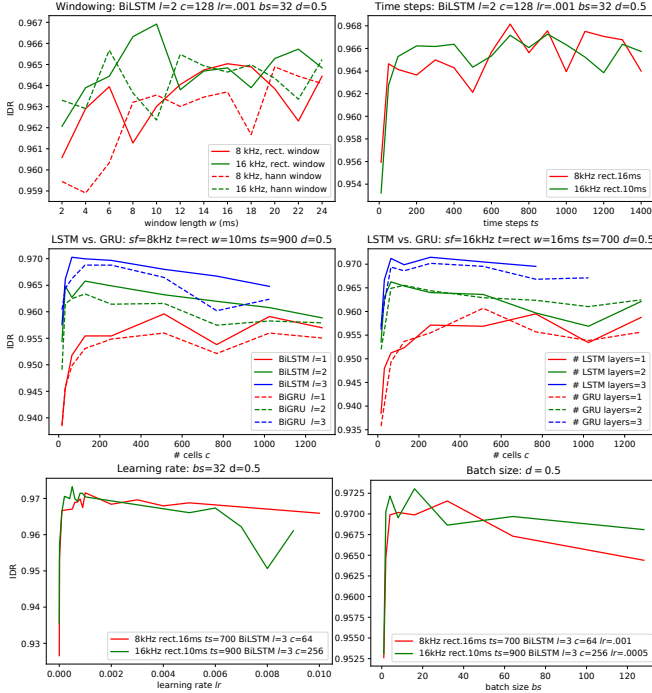 Windowing: BiLSTM l=2 c=128 lr=.001 bs=32 d=0.5
0.967
0.966
0.965
0.964
0.963
0.962
0.961
0.960
0.959
IDR
8 kHz, rect. window
16 kHz, rect. window
8 kHz, hann window
16 kHz, hann window
2 4 6 8 10 12 14 16 18 20 22 24
window length w (ms)
Time steps: BiLSTM l=2 c=128 lr=.001 bs=32 d=0.5
0.968
0.966
0.964
0.962
0.960
0.958
0.956
0.954
8kHz rect.16ms
16kHz rect.10ms
0 200 400 600 800 1000 1200 1400
time steps ts
LSTM vs. GRU: sf=8kHz t=rect w=10ms ts=900 d=0.5
0.970
0.965
0.960
0.955
0.950
0.945
0.940
IDR
BiLSTM l=1
BiLSTM l=2
BiLSTM l=3
BiGRU l=1
BiGRU l=2
BiGRU l=3
0 200 400 600 800 1000 1200
# cells c
LSTM vs. GRU: sf=16kHz t=rect w=16ms ts=700 d=0.5
0.970
0.965
0.960
0.955
0.950
0.945
0.940
0.935
# LSTM layers=1
# LSTM layers=2
# LSTM layers=3
# GRU layers=1
# GRU layers=2
# GRU layers=3
0 200 400 600 800 1000 1200
# cells c
Learning rate: bs=32 d=0.5
0.97
0.96
0.95
0.94
0.93
IDR
8kHz rect.16ms ts=700 BiLSTM l=3 c=64
16kHz rect.10ms ts=900 BiLSTM l=3 c=256
0.000 0.002 0.004 0.006 0.008 0.010
learning rate lr
Batch size: d = 0.5
0.9725
0.9700
0.9675
0.9650
0.9625
0.9600
0.9575
0.9550
0.9525
8kHz rect.16ms ts=700 BiLSTM l=3 c=64 lr=.001
16kHz rect.10ms ts=900 BiLSTM l=3 c=256 lr=.0005
0 20 40 60 80 100 120
batch size bs